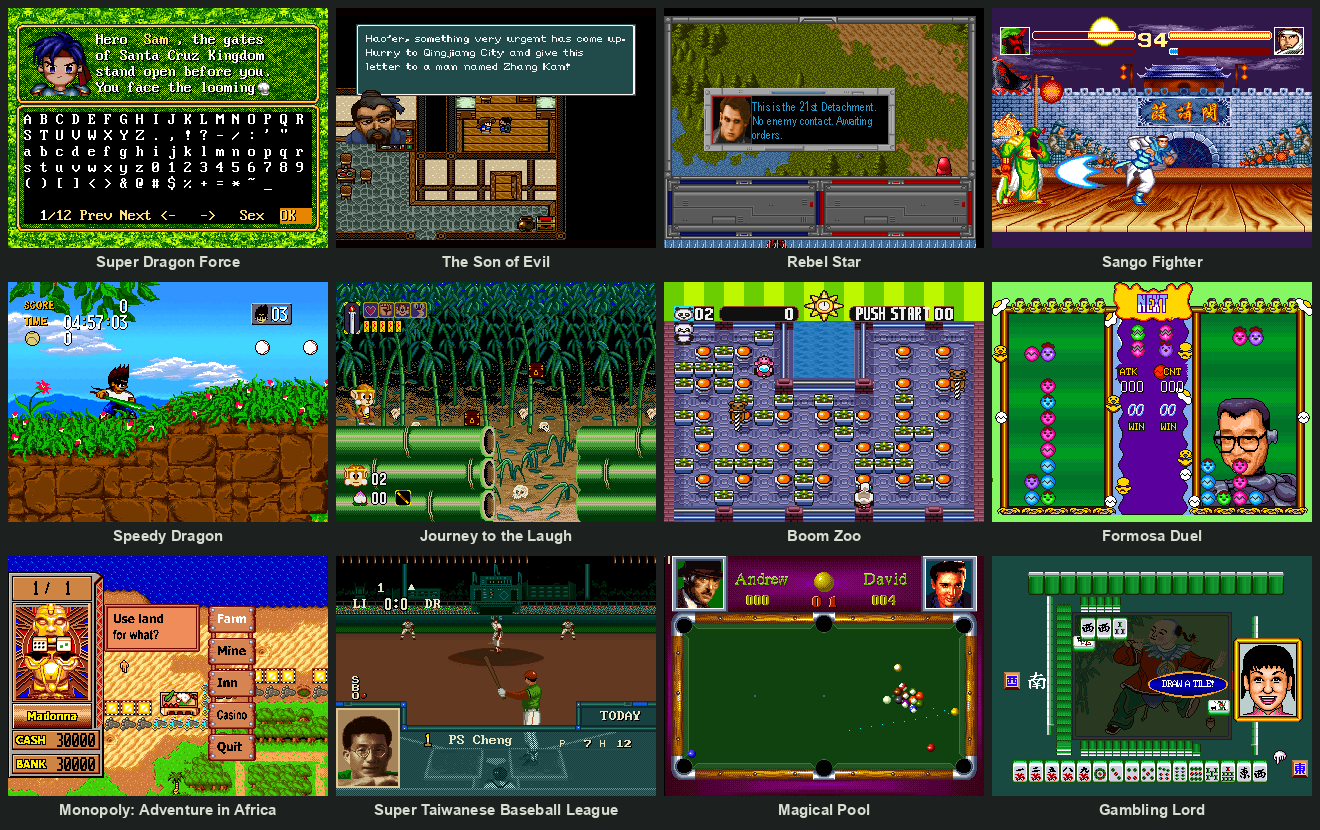 Hero Sam , the gates
of Santa Cruz Kingdom
stand open before you.
You face the looming
A B C D E F G H I J K L M N O P Q R
S T U V W X Y Z . , ! ? - / : ' "
a b c d e f g h i j k l m n o p q r
s t u v w x y z 0 1 2 3 4 5 6 7 8 9
( ) [ ] < > & @ # $ % + = * ~ _
1/12 Prev Next <- -> Sex OK
Super Dragon Force
Hao'er, something very urgent has come up.
Hurry to Qingjiang City and give this
letter to a man named Zhang Kan!
The Son of Evil
This is the 21st Detachment.
No enemy contact. Awaiting
orders.
Rebel Star
94
Sango Fighter
SCORE 0
TIME 04:57:03
0
03
Speedy Dragon
02
00
Journey to the Laugh
02 0 PUSH START 00
Boom Zoo
NEXT
ATK CNT
000 000
00 00
WIN WIN
Formosa Duel
1/ 1
Use land
for what?
Farm
Mine
Inn
Casino
Quit
Madonna
CASH 30000
BANK 30000
Monopoly: Adventure in Africa
1
LI 0:0 DR
S
B
O
TODAY
1 PS Cheng P 7 H 12
Super Taiwanese Baseball League
Andrew David
000 0 1 004
Magical Pool
西 西
南
DRAW A TILE!
東
Gambling Lord